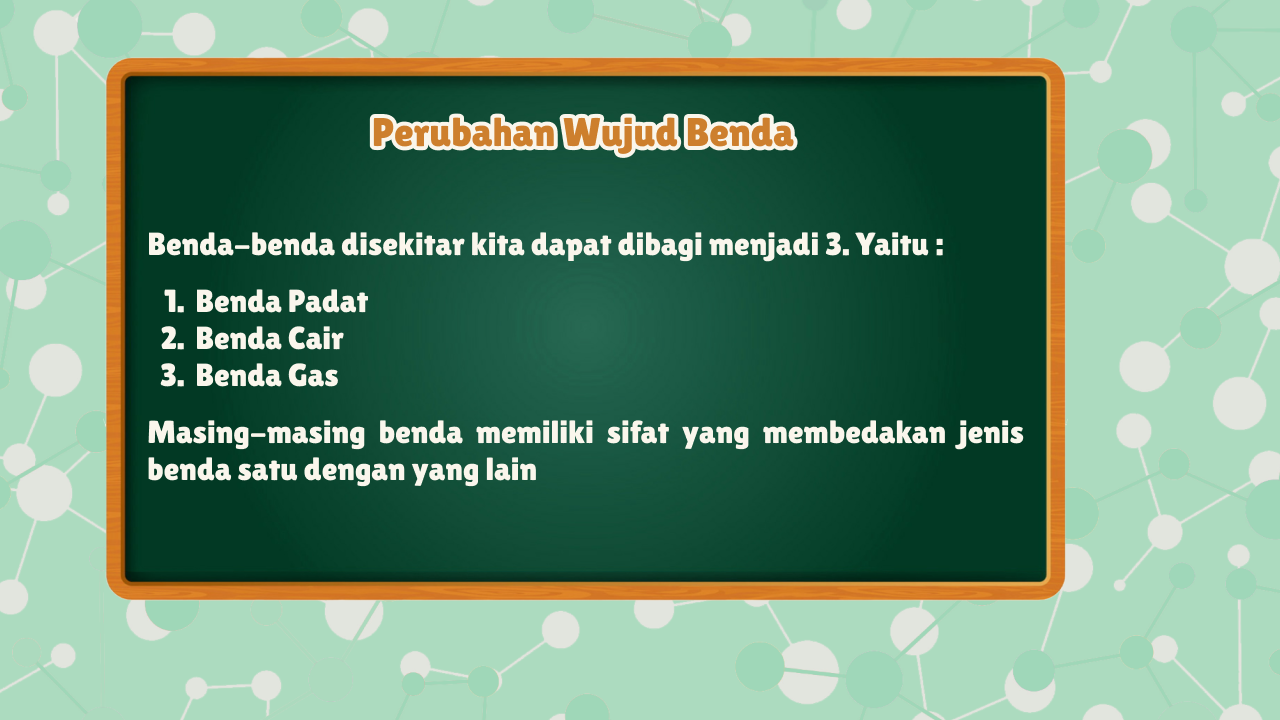 Perubahan Wujud Benda
Benda-benda disekitar kita dapat dibagi menjadi 3. Yaitu :
1. Benda Padat
2. Benda Cair
3. Benda Gas
Masing-masing benda memiliki sifat yang membedakan jenis
benda satu dengan yang lain